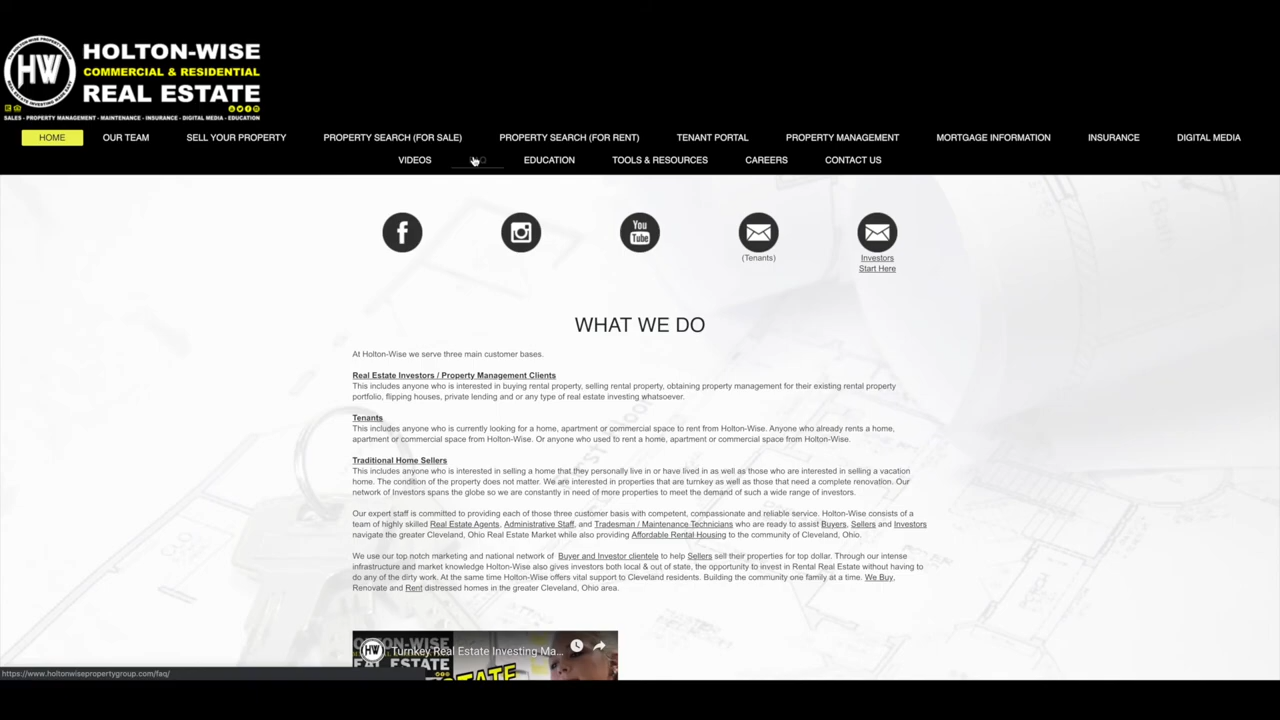 HOLTON-WISE
COMMERCIAL & RESIDENTIAL
REAL ESTATE
SALES - PROPERTY MANAGEMENT - MAINTENANCE - INSURANCE - DIGITAL MEDIA - EDUCATION
HW
HOME OUR TEAM SELL YOUR PROPERTY PROPERTY SEARCH (FOR SALE) PROPERTY SEARCH (FOR RENT) TENANT PORTAL PROPERTY MANAGEMENT MORTGAGE INFORMATION INSURANCE DIGITAL MEDIA
VIDEOS EDUCATION TOOLS & RESOURCES CAREERS CONTACT US
f
You
Tube
(Tenants)
Investors
Start Here
WHAT WE DO
At Holton-Wise we serve three main customer bases.
Real Estate Investors / Property Management Clients
This includes anyone who is interested in buying rental property, selling rental property, obtaining property management for their existing rental property
portfolio, flipping houses, private lending and or any type of real estate investing whatsoever.
Tenants
This includes anyone who is currently looking for a home, apartment or commercial space to rent from Holton-Wise. Anyone who already rents a home,
apartment or commercial space from Holton-Wise. Or anyone who used to rent a home, apartment or commercial space from Holton-Wise.
Traditional Home Sellers
This includes anyone who is interested in selling a home that they personally live in or have lived in as well as those who are interested in selling a vacation
home. The condition of the property does not matter. We are interested in properties that are turnkey as well as those that need a complete renovation. Our
network of Investors spans the globe so we are constantly in need of more properties to meet the demand of such a wide range of investors.
Our expert staff is committed to providing each of those three customer basis with competent, compassionate and reliable service. Holton-Wise consists of a
team of highly skilled Real Estate Agents, Administrative Staff, and Tradesman / Maintenance Technicians who are ready to assist Buyers, Sellers and Investors
navigate the greater Cleveland, Ohio Real Estate Market while also providing Affordable Rental Housing to the community of Cleveland, Ohio.
We use our top notch marketing and national network of Buyer and Investor clientele to help Sellers sell their properties for top dollar. Through our intense
infrastructure and market knowledge Holton-Wise also gives investors both local & out of state, the opportunity to invest in Rental Real Estate without having to
do any of the dirty work. At the same time Holton-Wise offers vital support to Cleveland residents. Building the community one family at a time. We Buy,
Renovate and Rent distressed homes in the greater Cleveland, Ohio area.
HW Turnkey Real Estate Investing Ma...
https://www.holtonwisepropertygroup.com/faq/